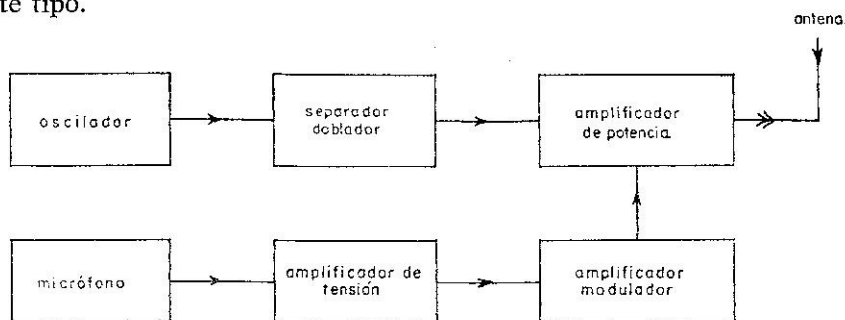 te tipo.
antena
oscilador
separador
doblador
amplificador
de potencia
micrófono
amplificador de
tensión
amplificador
modulador